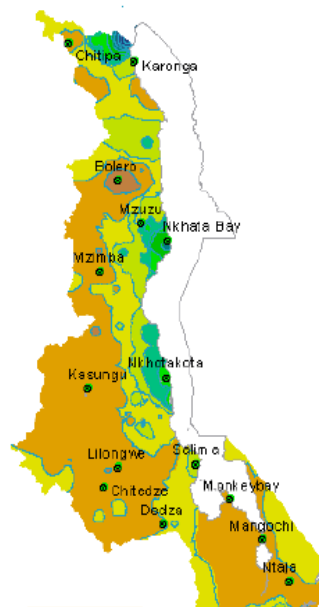 Chitipa
Karonga
Bolero
Mzuzu
Nkhata Bay
Mzimba
Nkhotakota
Kasungu
Lilongwe
Salima
Chitedze
Monkeybay
Dedza
Mangochi
Ntaja